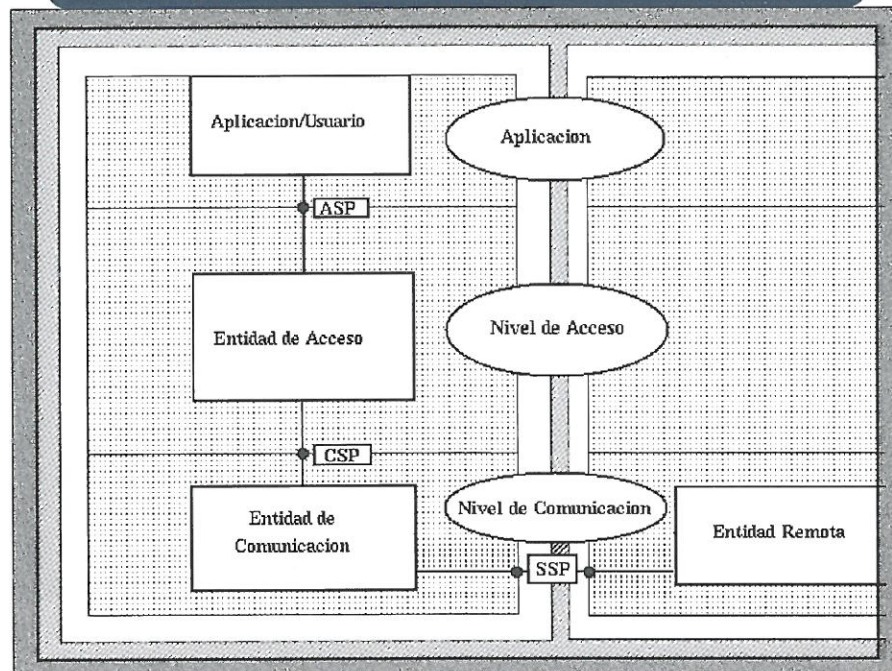 Aplicacion/Usuario
Aplicacion
ASP
Entidad de Acceso
Nivel de Acceso
CSP
Entidad de
Comunicacion
Nivel de Comunicacion
Entidad Remota
SSP